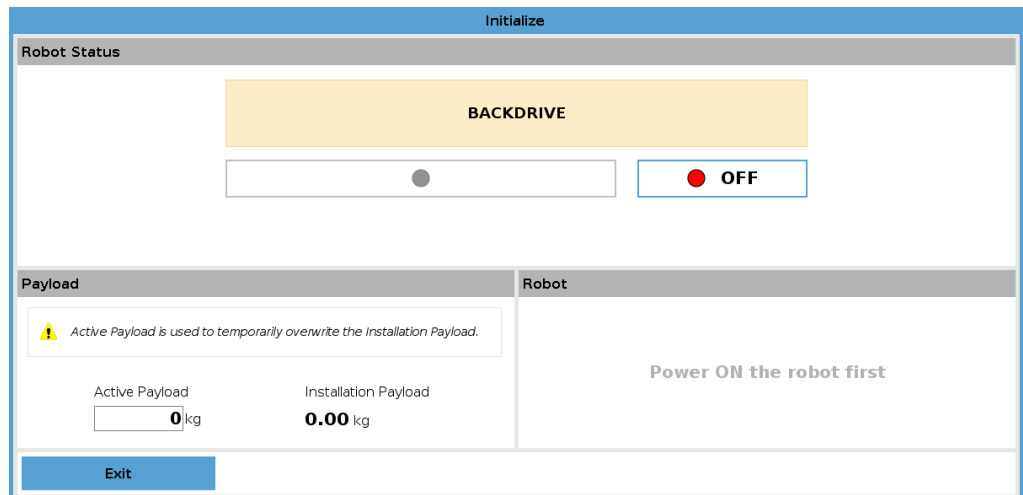 Initialize
Robot Status
BACKDRIVE
OFF
Payload
Robot
Active Payload is used to temporarily overwrite the Installation Payload.
Power ON the robot first
Active Payload
Installation Payload
0 kg
0.00 kg
Exit